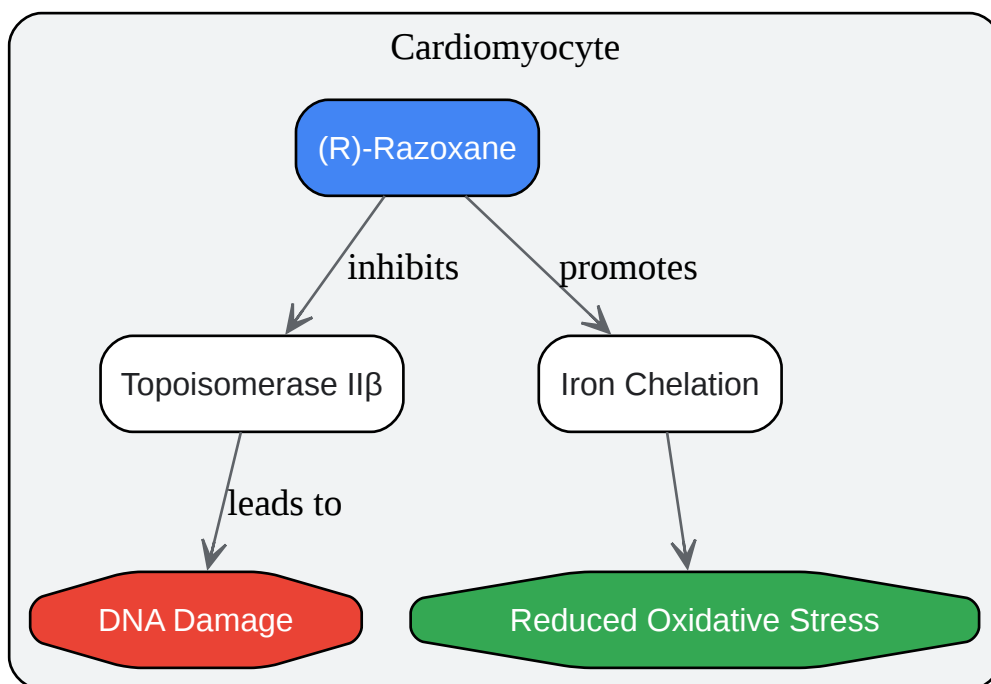 Cardiomyocyte
(R)-Razoxane
inhibits
promotes
Topoisomerase IIβ
Iron Chelation
leads to
DNA Damage
Reduced Oxidative Stress